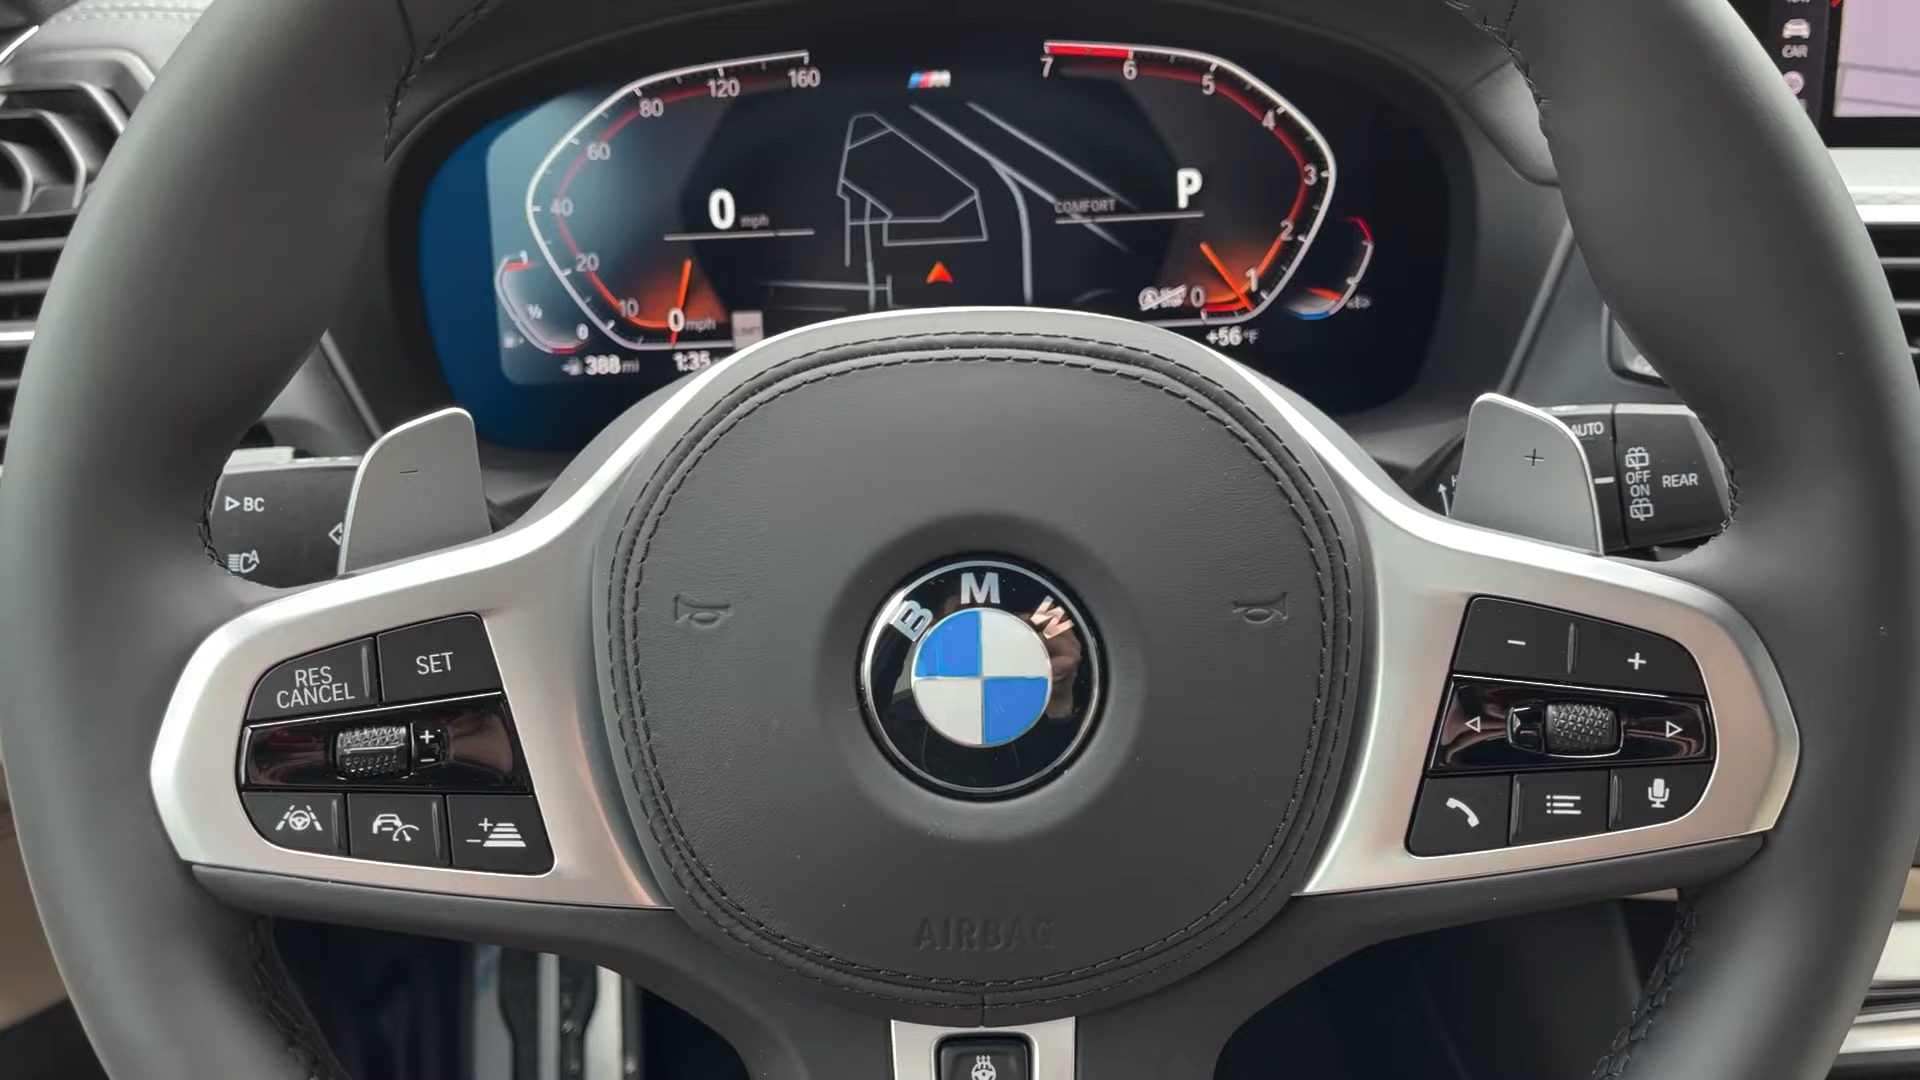 CAR
160
120
80
60
40
20
10
0 mph
0 mph
388 mi
1:35
M
7
6
5
4
3
2
1
0
P
COMFORT
+56 °F
BC
AUTO
OFF
ON
REAR
−
+
BMW
RES
CANCEL
SET
+
−
−
+
+
−
AIRBAG